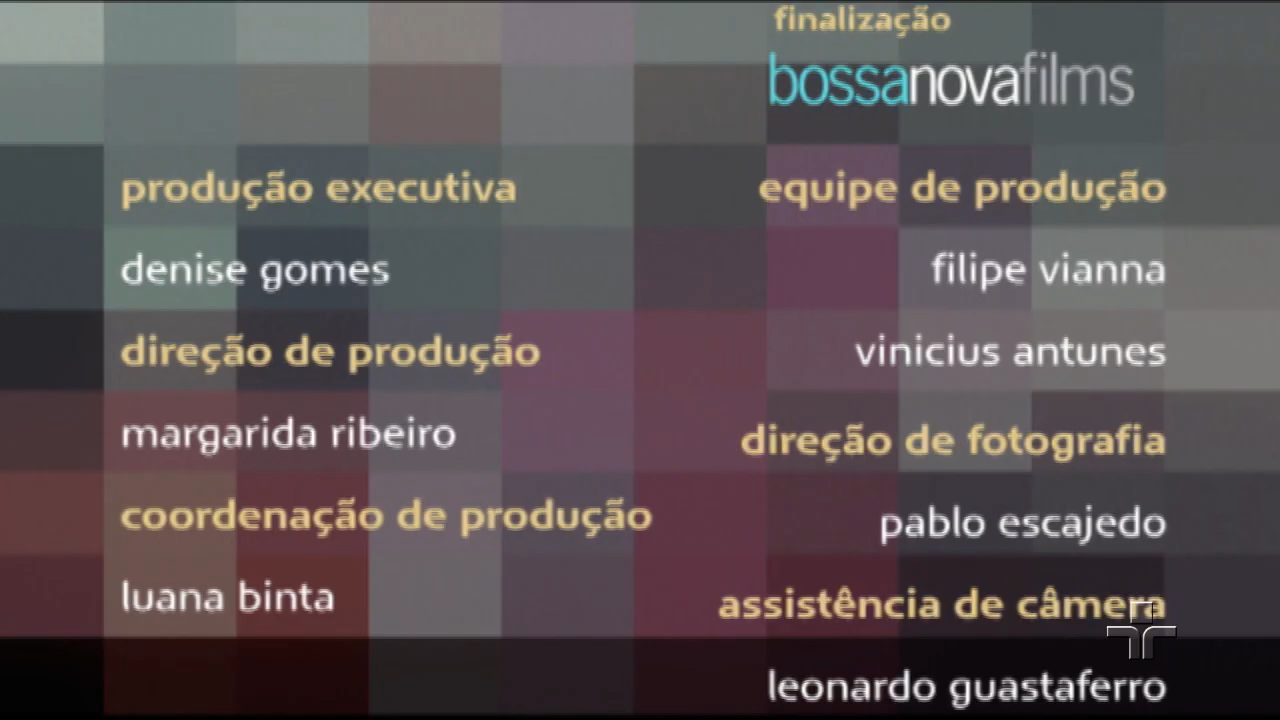 finalização
bossanovafilms
produção executiva
denise gomes
direção de produção
margarida ribeiro
coordenação de produção
luana binta
equipe de produção
filipe vianna
vinicius antunes
direção de fotografia
pablo escajedo
assistência de câmera
leonardo guastaferro